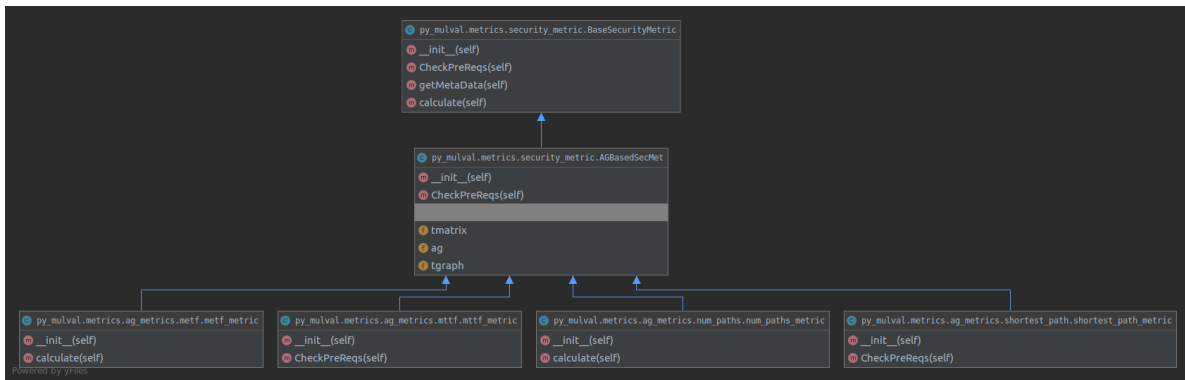 py_mulval.metrics.security_metric.BaseSecurityMetric
__init__(self)
CheckPreReqs(self)
getMetaData(self)
calculate(self)
py_mulval.metrics.security_metric.AGBasedSecMet
__init__(self)
CheckPreReqs(self)
tmatrix
ag
tgraph
py_mulval.metrics.ag_metrics.metf.metf_metric
__init__(self)
calculate(self)
py_mulval.metrics.ag_metrics.mttf.mttf_metric
__init__(self)
CheckPreReqs(self)
py_mulval.metrics.ag_metrics.num_paths.num_paths_metric
__init__(self)
calculate(self)
py_mulval.metrics.ag_metrics.shortest_path.shortest_path_metric
__init__(self)
CheckPreReqs(self)
Powered by yFiles